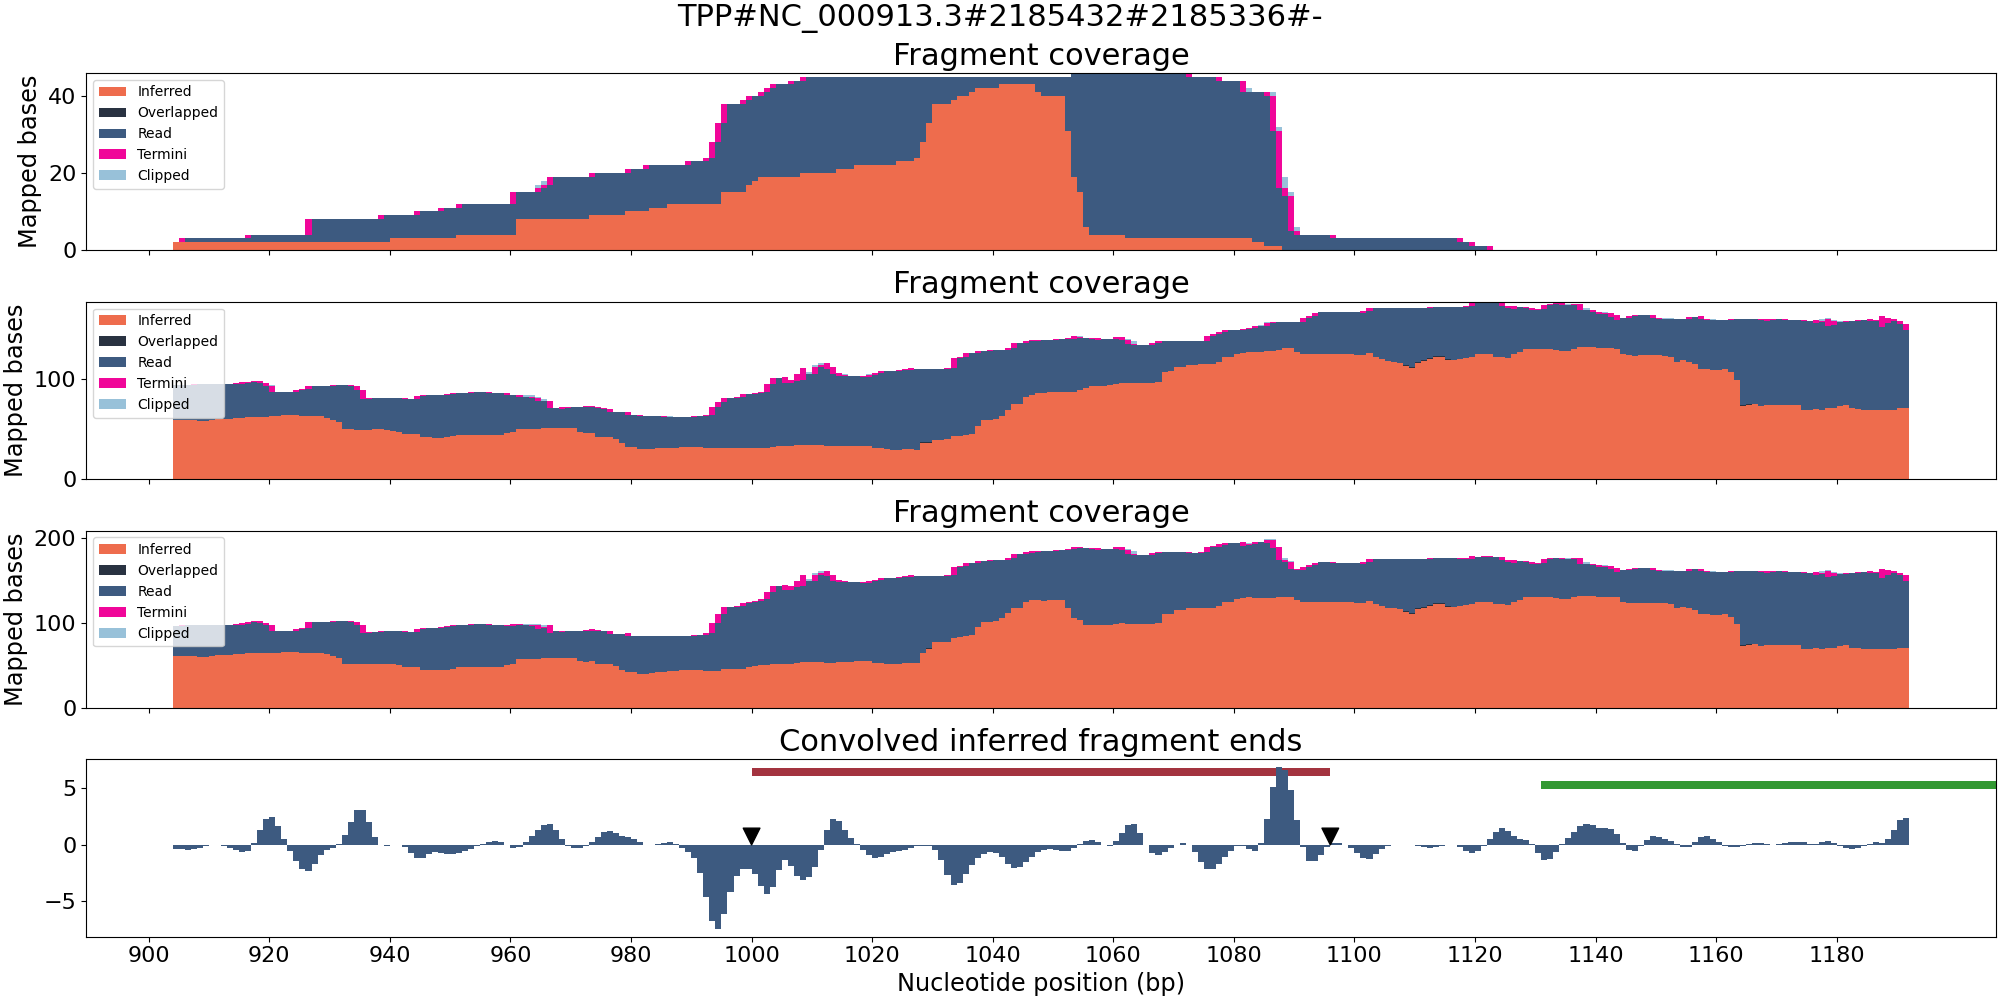 TPP#NC_000913.3#2185432#2185336#-
Fragment coverage
Mapped bases
40
20
0
Inferred
Overlapped
Read
Termini
Clipped
Fragment coverage
Mapped bases
100
0
Inferred
Overlapped
Read
Termini
Clipped
Fragment coverage
Mapped bases
200
100
0
Inferred
Overlapped
Read
Termini
Clipped
Convolved inferred fragment ends
5
0
−5
900 920 940 960 980 1000 1020 1040 1060 1080 1100 1120 1140 1160 1180
Nucleotide position (bp)